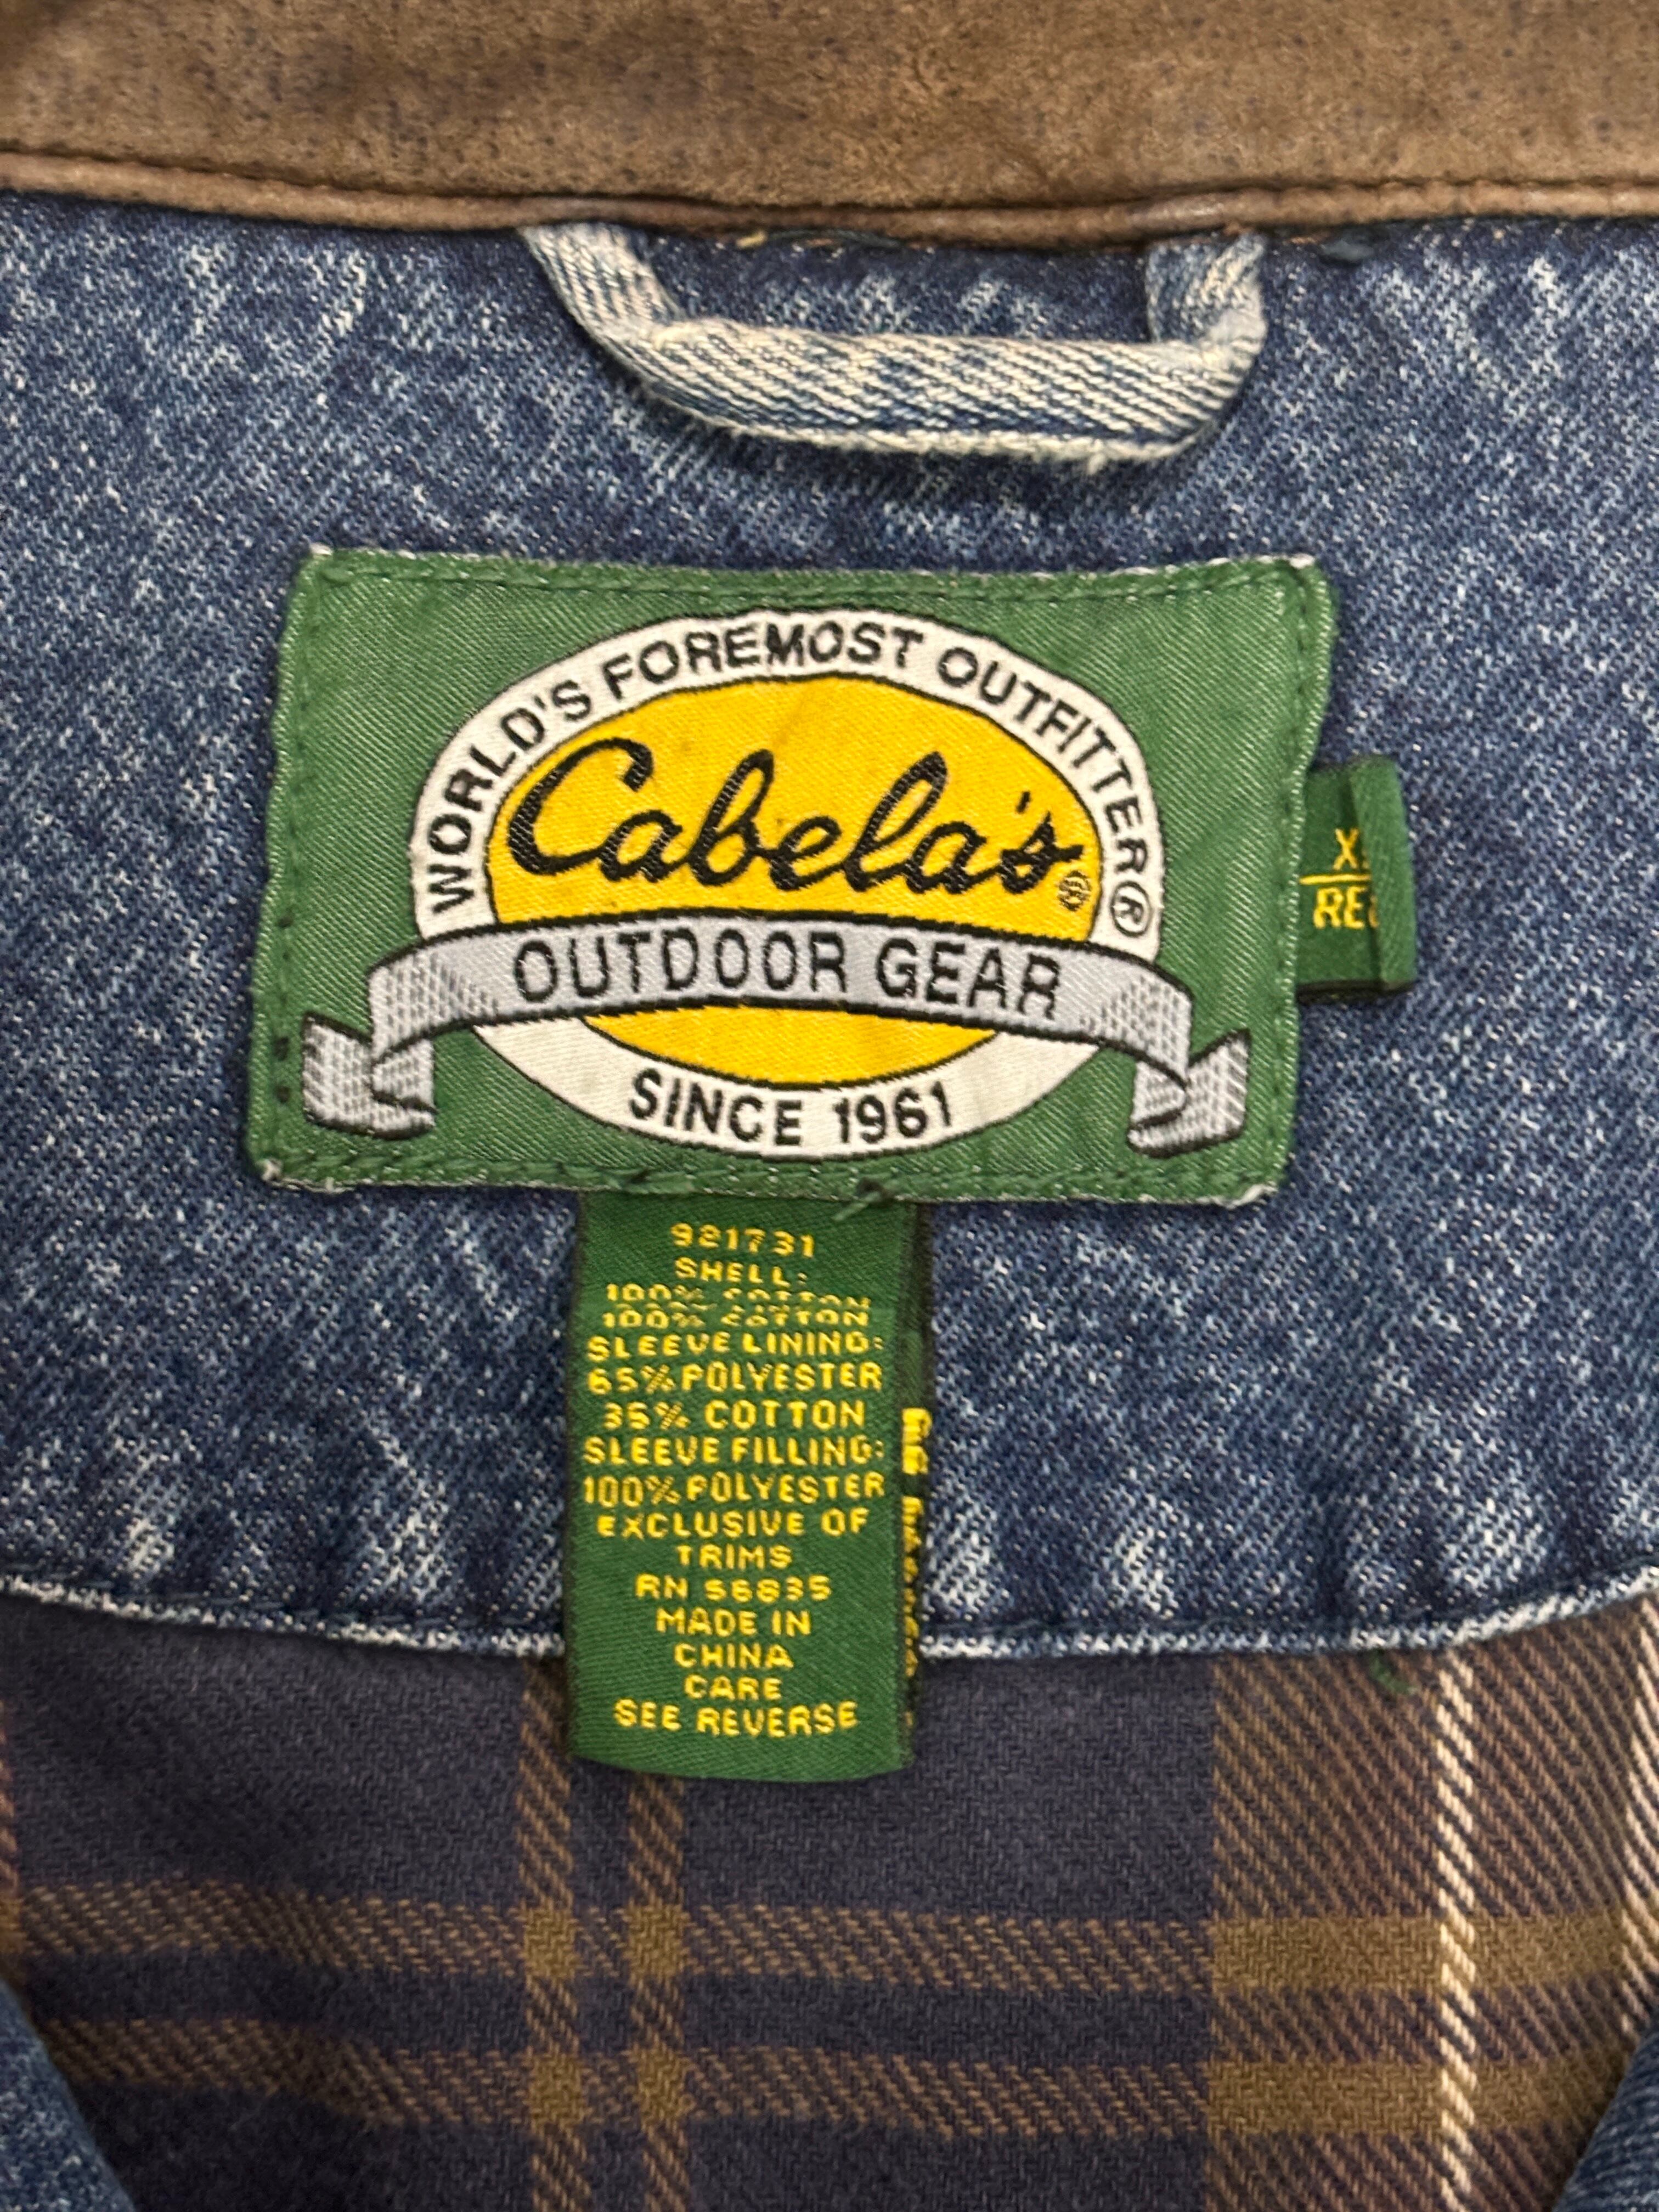 WORLD'S FOREMOST OUTFITTER®
Cabela's®
OUTDOOR GEAR
SINCE 1961
REG
921731
SHELL:
100% COTTON
100% COTTON
SLEEVE LINING:
65% POLYESTER
35% COTTON
SLEEVE FILLING:
100% POLYESTER
EXCLUSIVE OF
TRIMS
RN 56835
MADE IN
CHINA
CARE
SEE REVERSE